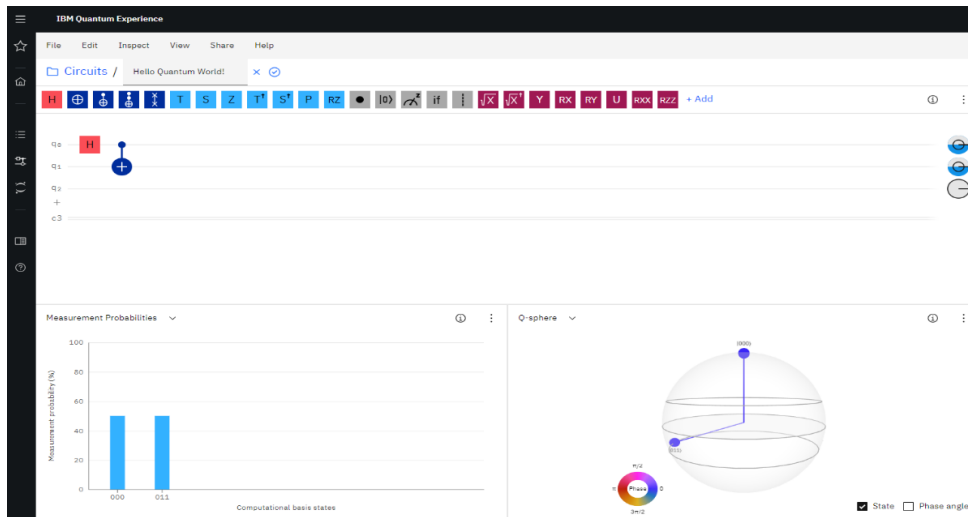 IBM Quantum Experience
File Edit Inspect View Share Help
Circuits / Hello Quantum World!
H T S Z T† S† P RZ |0⟩ z if √X √X† Y RX RY U RXX RZZ + Add
q0 H
q1
q2
+
c3
Measurement Probabilities
Q-sphere
100
80
60
40
20
0
Measurement probability (%)
000 011
Computational basis states
|000⟩
|011⟩
π/2
π Phase 0
3π/2
State Phase angle